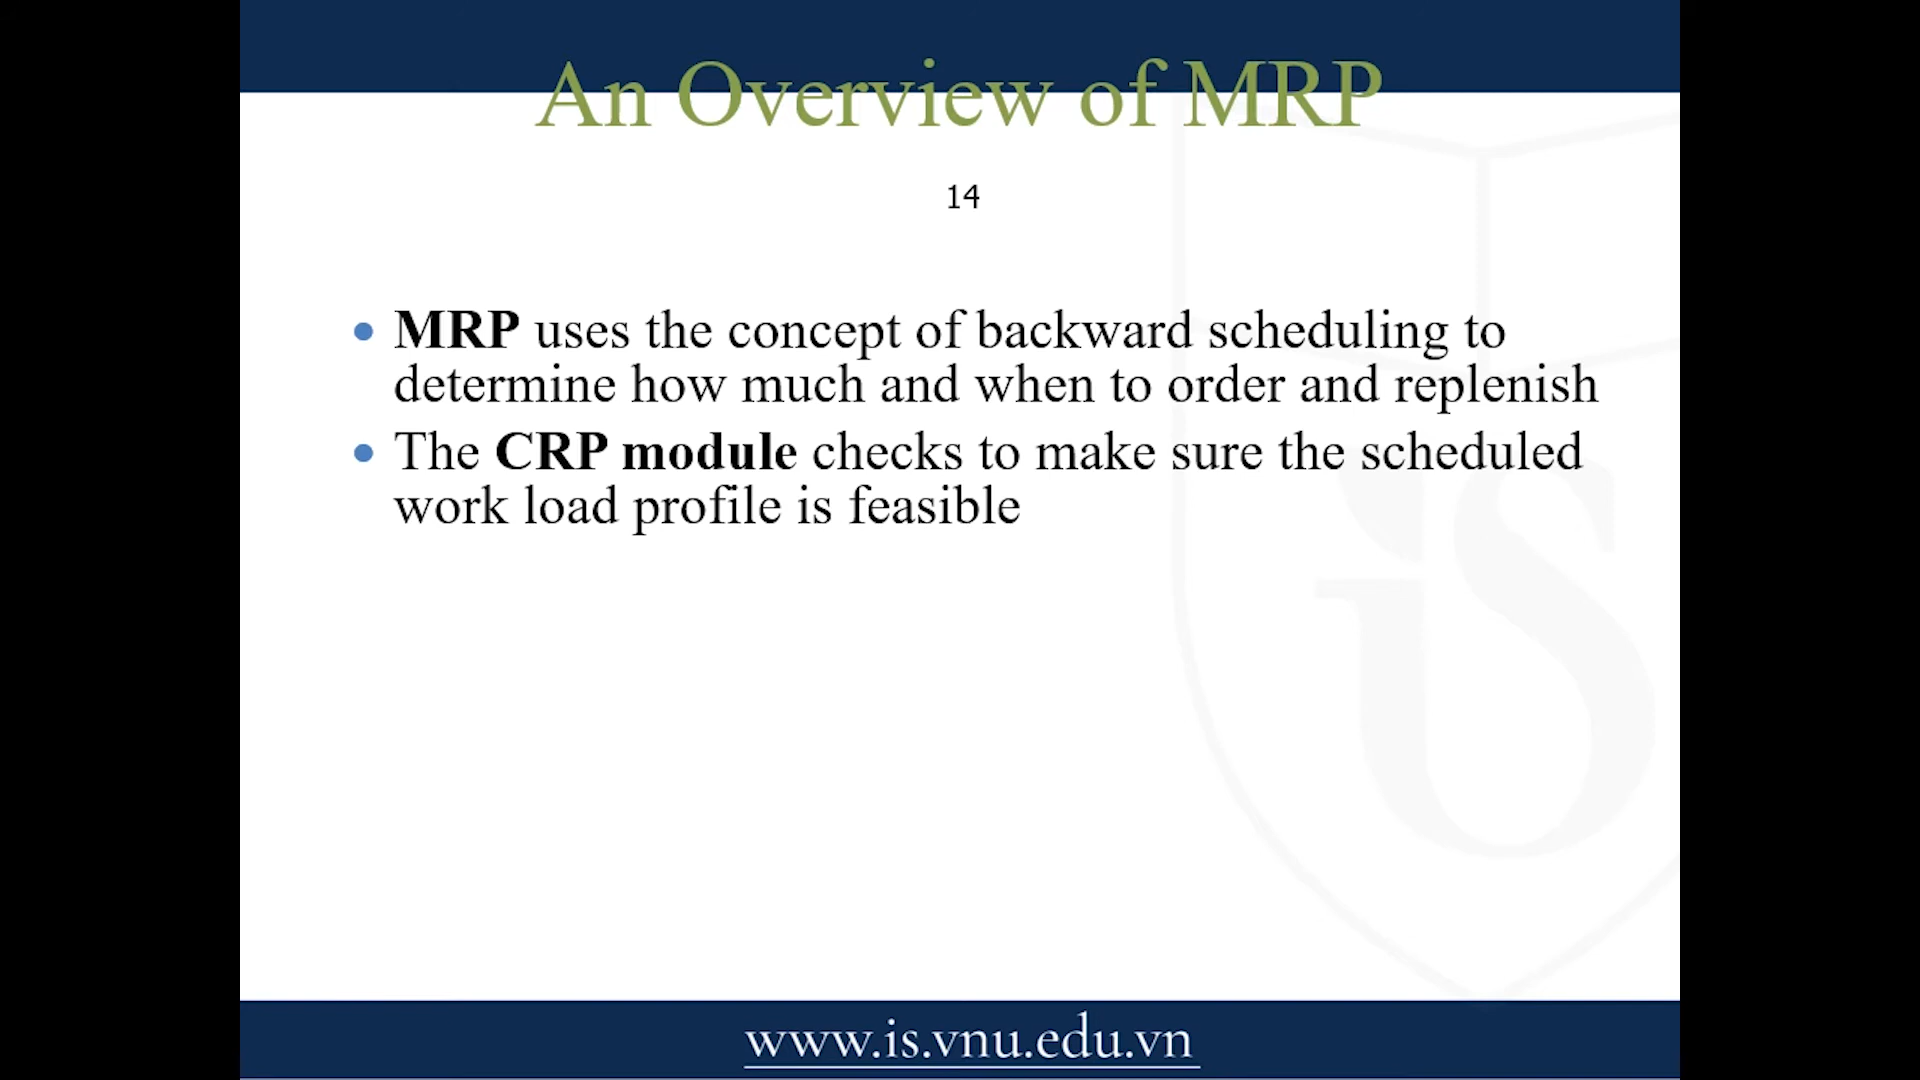 An Overview of MRP
14
• MRP uses the concept of backward scheduling to
determine how much and when to order and replenish
• The CRP module checks to make sure the scheduled
work load profile is feasible
iS
www.is.vnu.edu.vn